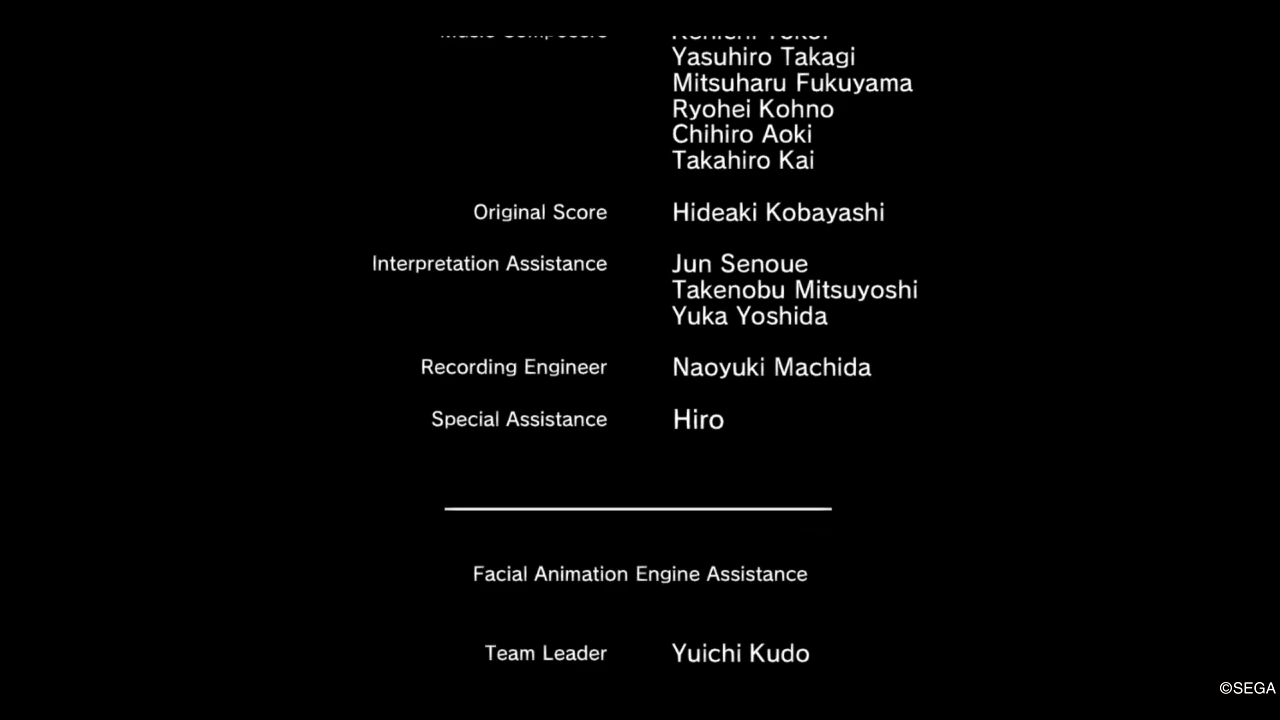 Yasuhiro Takagi
Mitsuharu Fukuyama
Ryohei Kohno
Chihiro Aoki
Takahiro Kai
Original Score Hideaki Kobayashi
Interpretation Assistance Jun Senoue
Takenobu Mitsuyoshi
Yuka Yoshida
Recording Engineer Naoyuki Machida
Special Assistance Hiro
Facial Animation Engine Assistance
Team Leader Yuichi Kudo
©SEGA